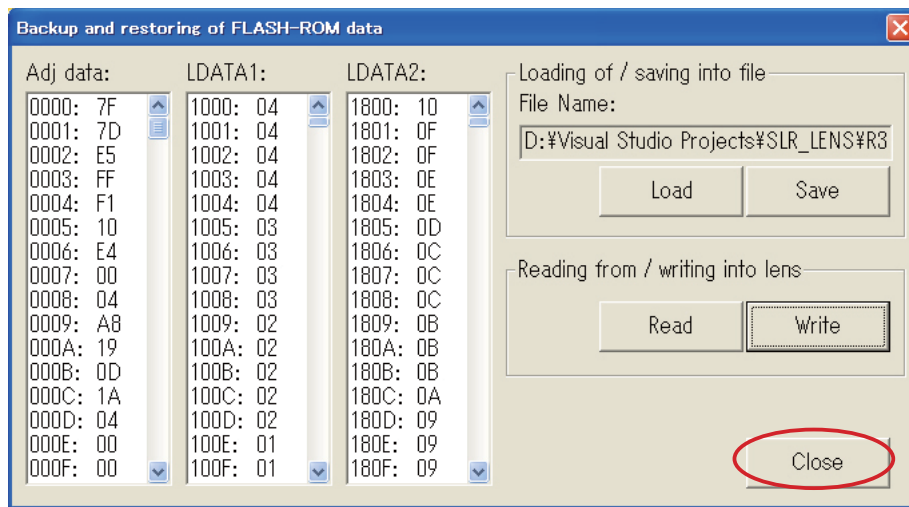 Backup and restoring of FLASH-ROM data
Adj data:
0000: 7F
0001: 7D
0002: E5
0003: FF
0004: F1
0005: 10
0006: E4
0007: 00
0008: 04
0009: A8
000A: 19
000B: 0D
000C: 1A
000D: 04
000E: 00
000F: 00
LDATA1:
1000: 04
1001: 04
1002: 04
1003: 04
1004: 04
1005: 03
1006: 03
1007: 03
1008: 03
1009: 02
100A: 02
100B: 02
100C: 02
100D: 02
100E: 01
100F: 01
LDATA2:
1800: 10
1801: 0F
1802: 0F
1803: 0E
1804: 0E
1805: 0D
1806: 0C
1807: 0C
1808: 0C
1809: 0B
180A: 0B
180B: 0B
180C: 0A
180D: 09
180E: 09
180F: 09
Loading of / saving into file
File Name:
D:¥Visual Studio Projects¥SLR_LENS¥R3
Load
Save
Reading from / writing into lens
Read
Write
Close